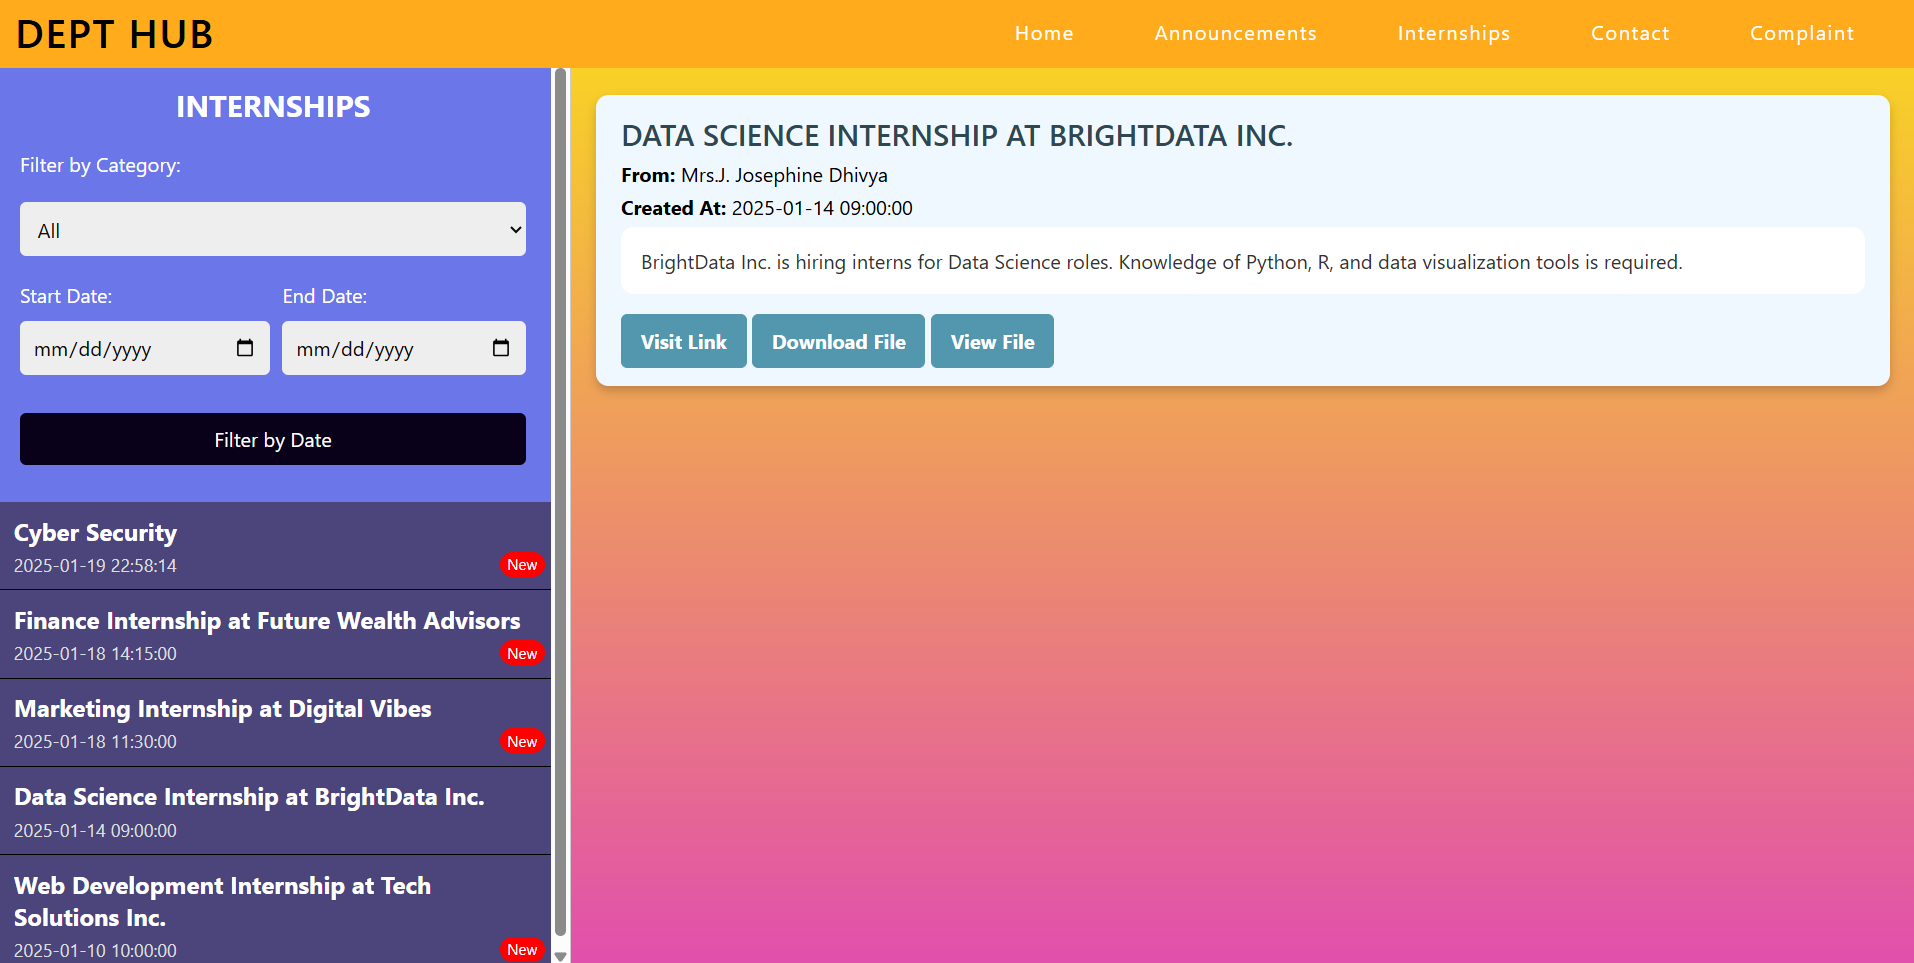 DEPT HUB
Home
Announcements
Internships
Contact
Complaint
INTERNSHIPS
Filter by Category:
All
Start Date:
End Date:
mm/dd/yyyy
mm/dd/yyyy
Filter by Date
Cyber Security
2025-01-19 22:58:14
New
Finance Internship at Future Wealth Advisors
2025-01-18 14:15:00
New
Marketing Internship at Digital Vibes
2025-01-18 11:30:00
New
Data Science Internship at BrightData Inc.
2025-01-14 09:00:00
Web Development Internship at Tech
Solutions Inc.
2025-01-10 10:00:00
New
DATA SCIENCE INTERNSHIP AT BRIGHTDATA INC.
From: Mrs.J. Josephine Dhivya
Created At: 2025-01-14 09:00:00
BrightData Inc. is hiring interns for Data Science roles. Knowledge of Python, R, and data visualization tools is required.
Visit Link
Download File
View File